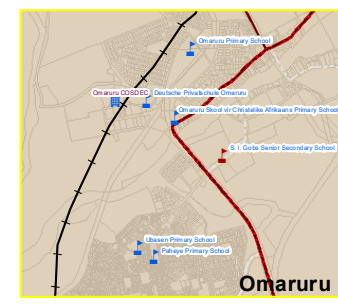 Omaruru Primary School
Omaruru COSDEC
Deutsche Privatschule Omaruru
Omaruru Skool vir Christelike Afrikaans Primary School
S. I. Gobs Senior Secondary School
Ubasen Primary School
Paheye Primary School
Omaruru